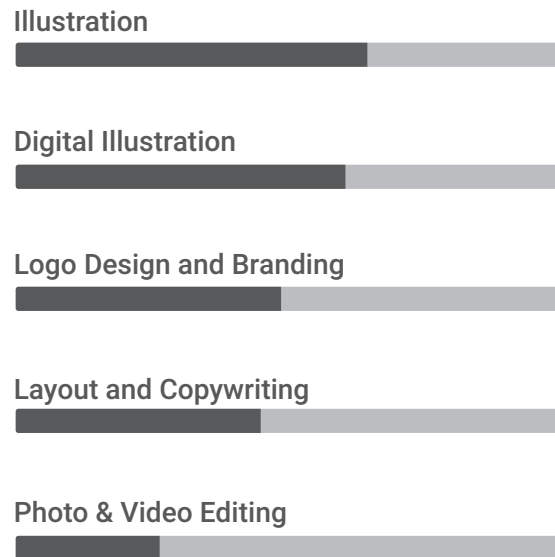 Illustration
Digital Illustration
Logo Design and Branding
Layout and Copywriting
Photo & Video Editing